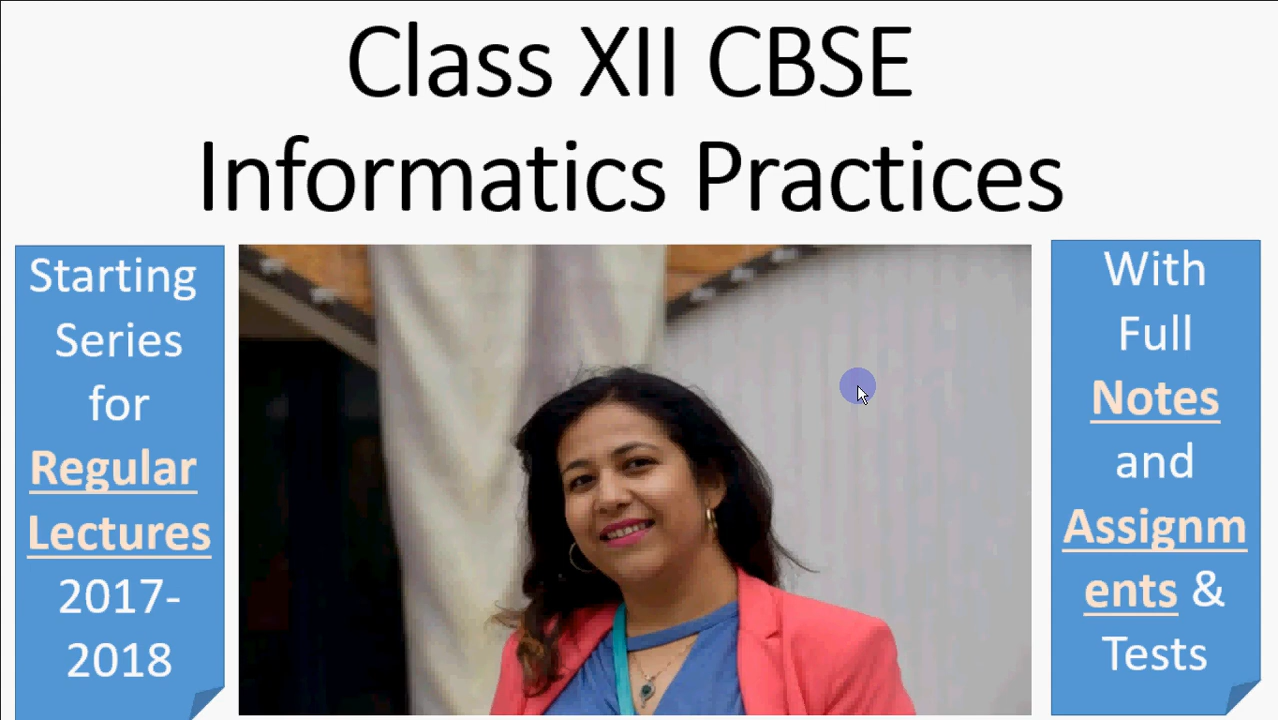 Class XII CBSE
Informatics Practices
Starting
Series
for
Regular
Lectures
2017-
2018
With
Full
Notes
and
Assignm
ents &
Tests